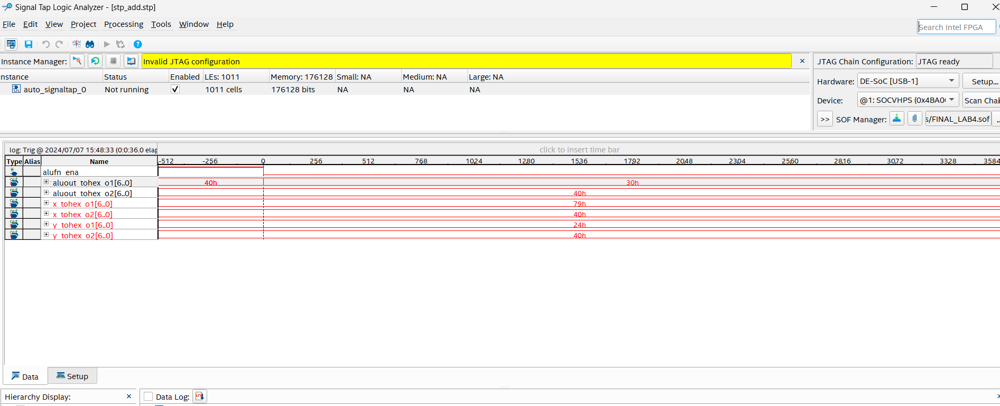 Signal Tap Logic Analyzer - [stp_add.stp]
File Edit View Project Processing Tools Window Help
Search Intel FPGA
Instance Manager: Invalid JTAG configuration
JTAG Chain Configuration: JTAG ready
nstance Status Enabled LEs: 1011 Memory: 176128 Small: NA Medium: NA Large: NA
auto_signaltap_0 Not running 1011 cells 176128 bits NA NA NA
Hardware: DE-SoC [USB-1] Setup...
Device: @1: SOCVHPS (0x4BA0( Scan Chai
>> SOF Manager: s/FINAL_LAB4.sof ..
log: Trig @ 2024/07/07 15:48:33 (0:0:36.0 elap click to insert time bar
Type Alias Name -512 -256 0 256 512 768 1024 1280 1536 1792 2048 2304 2560 2816 3072 3328 3584
alufn_ena
aluout_tohex_o1[6..0] 40h 30h
aluout_tohex_o2[6..0] 40h
x_tohex_o1[6..0] 79h
x_tohex_o2[6..0] 40h
y_tohex_o1[6..0] 24h
y_tohex_o2[6..0] 40h
Data Setup
Hierarchy Display: Data Log: